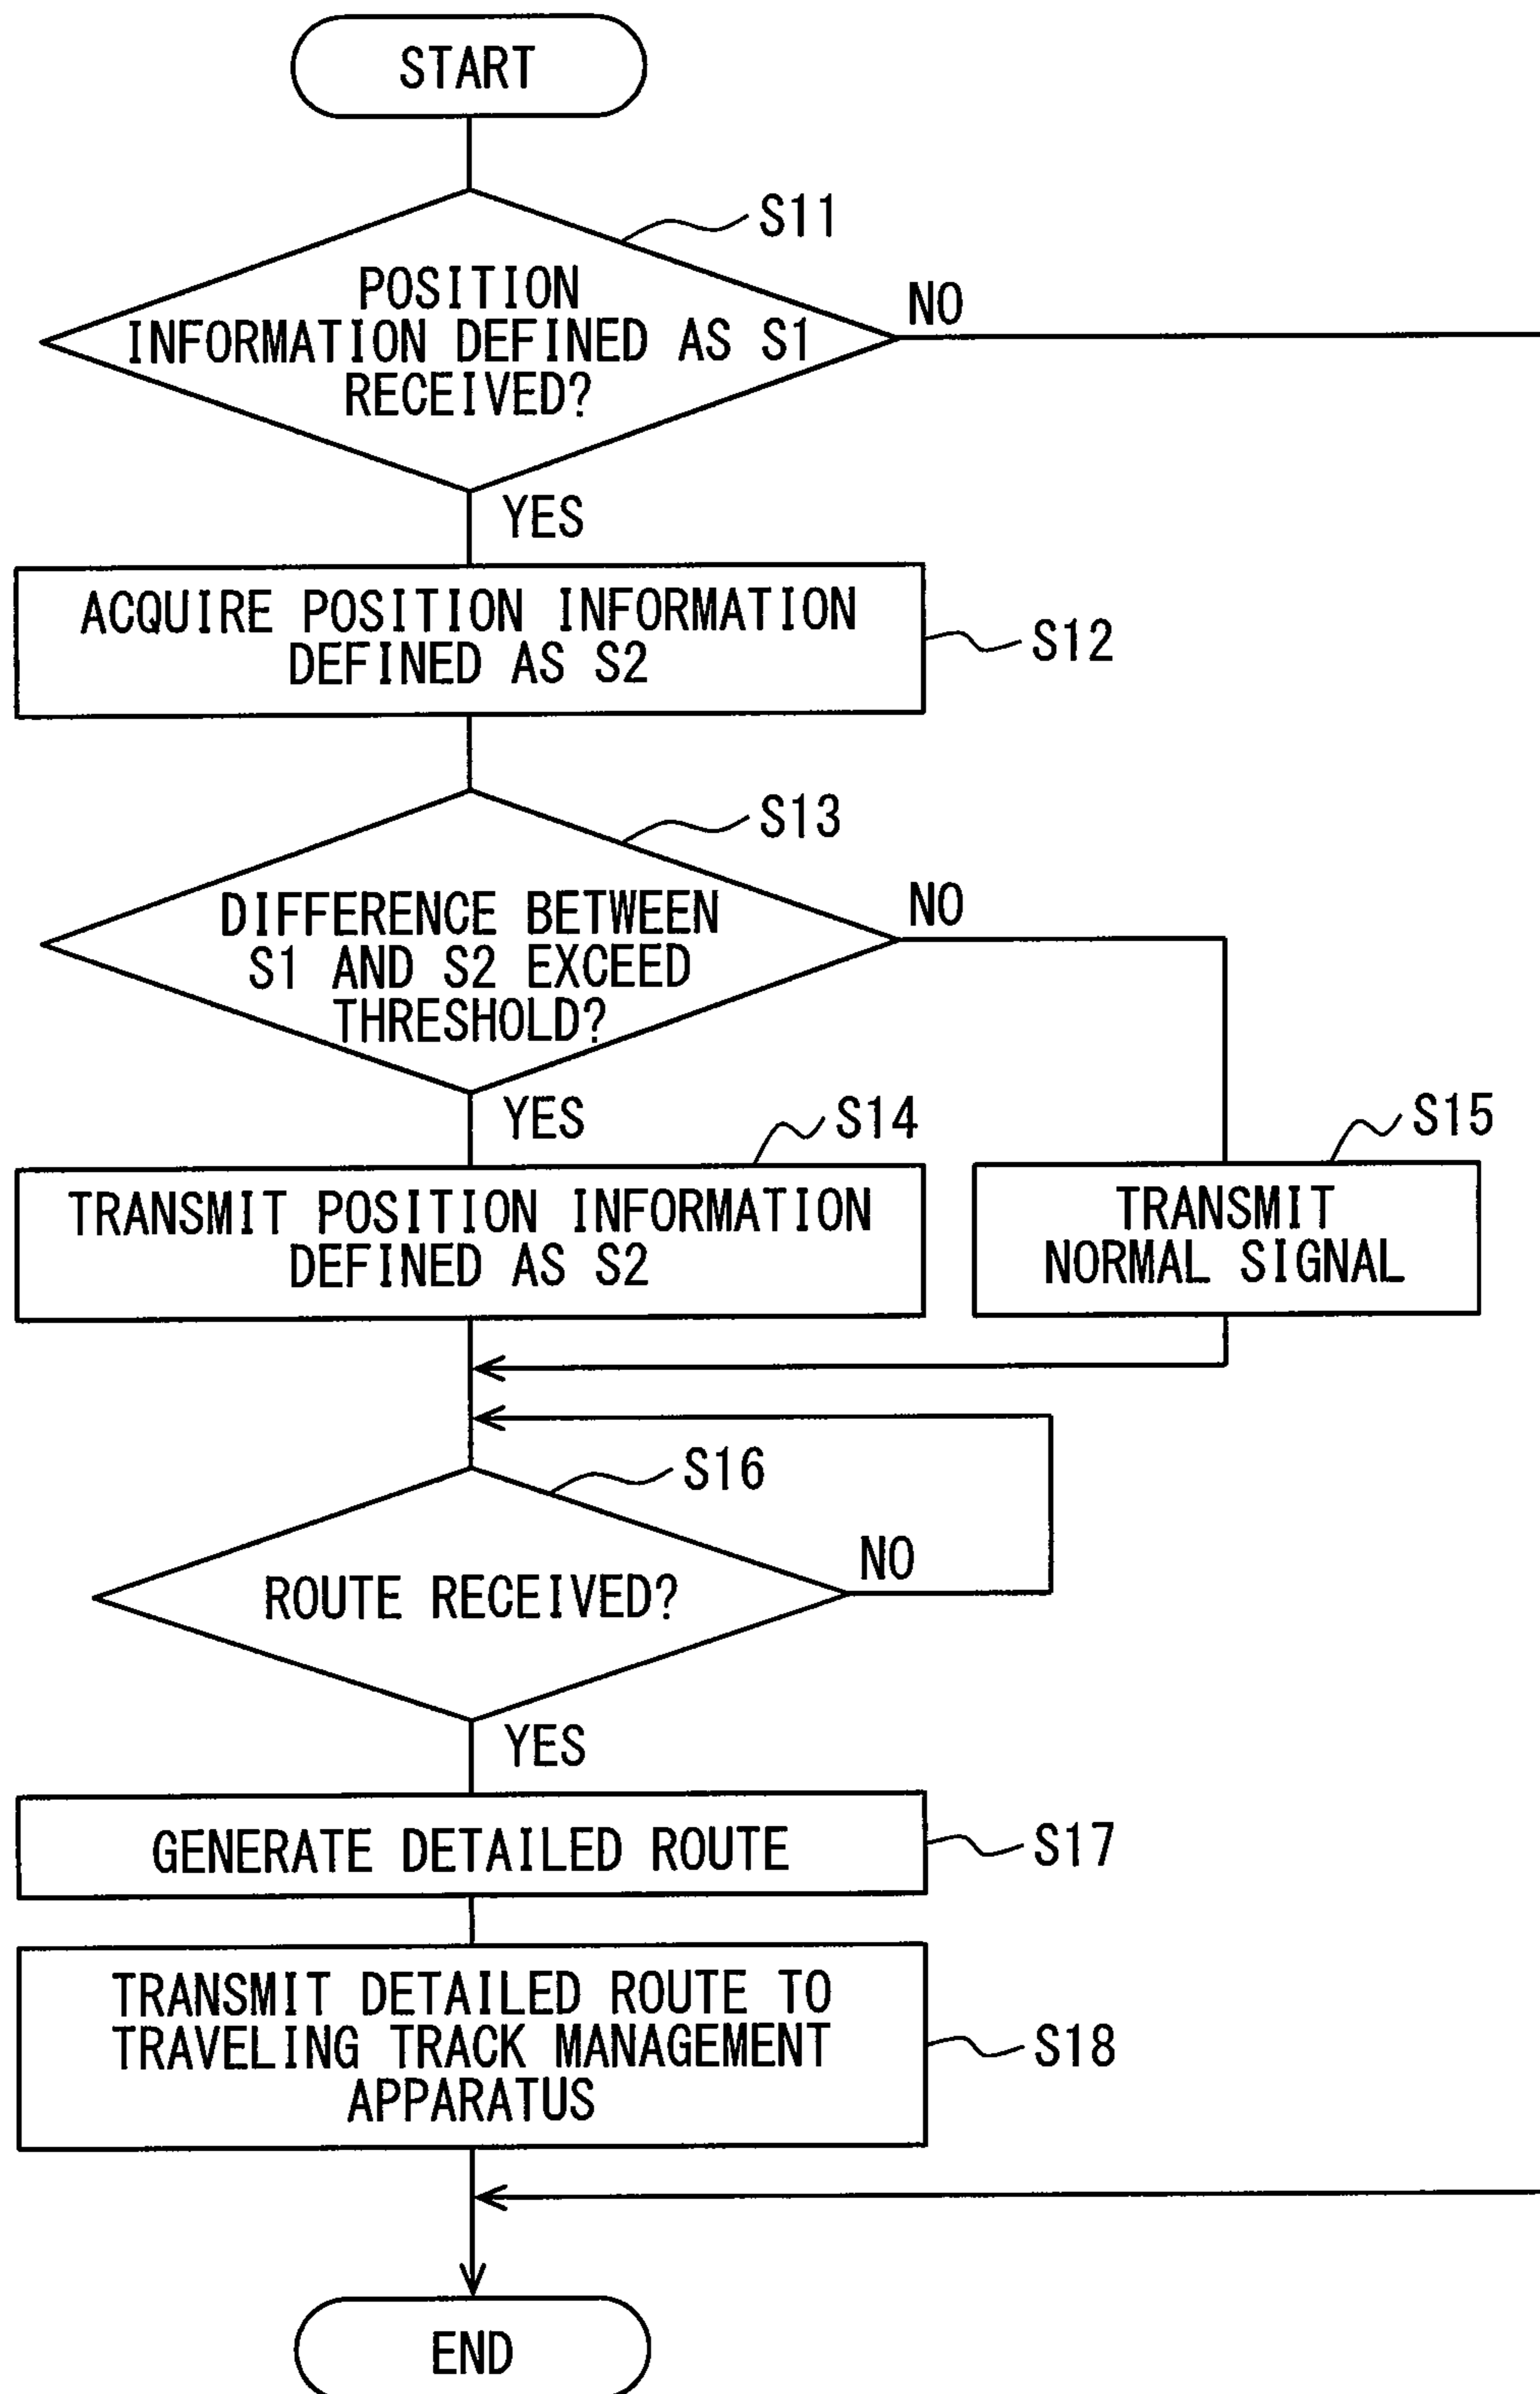 START
S11
POSITION
INFORMATION DEFINED AS S1
RECEIVED?
NO
YES
ACQUIRE POSITION INFORMATION
DEFINED AS S2
S12
S13
DIFFERENCE BETWEEN
S1 AND S2 EXCEED
THRESHOLD?
NO
YES
S14
TRANSMIT POSITION INFORMATION
DEFINED AS S2
S15
TRANSMIT
NORMAL SIGNAL
S16
ROUTE RECEIVED?
NO
YES
GENERATE DETAILED ROUTE
S17
TRANSMIT DETAILED ROUTE TO
TRAVELING TRACK MANAGEMENT
APPARATUS
S18
END